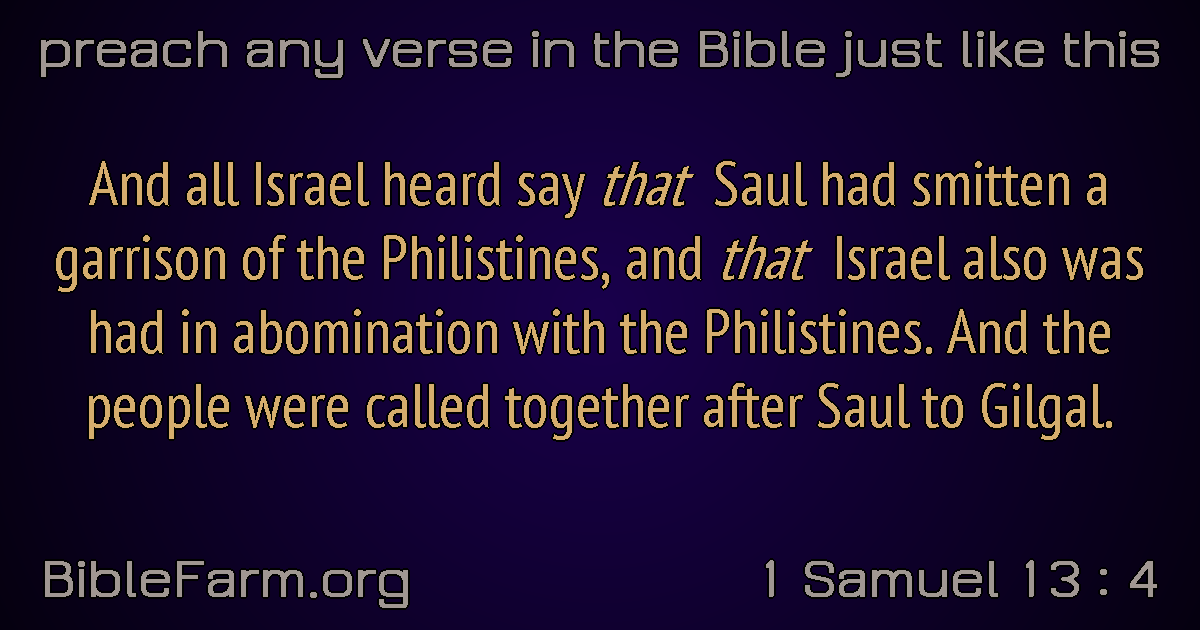 preach any verse in the Bible just like this
And all Israel heard say that Saul had smitten a
garrison of the Philistines, and that Israel also was
had in abomination with the Philistines. And the
people were called together after Saul to Gilgal.
BibleFarm.org
1 Samuel 13 : 4